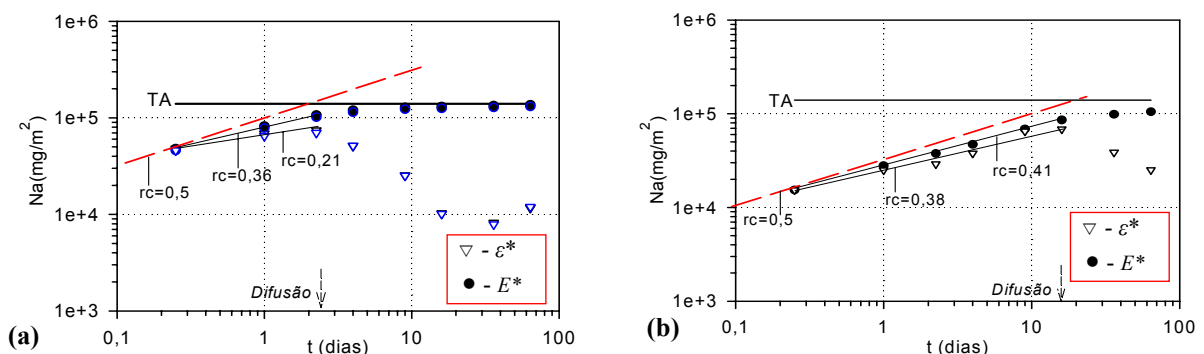 1e+6
1e+5
1e+4
1e+3
Na(mg/m²)
TA
rc=0,5
rc=0,36
rc=0,21
- ε*
- E*
Difusão
0,1 1 10 100
t (dias)
(a)
1e+6
1e+5
1e+4
1e+3
Na(mg/m²)
TA
rc=0,5
rc=0,38
rc=0,41
- ε*
- E*
Difusão
0,1 1 10 100
t (dias)
(b)